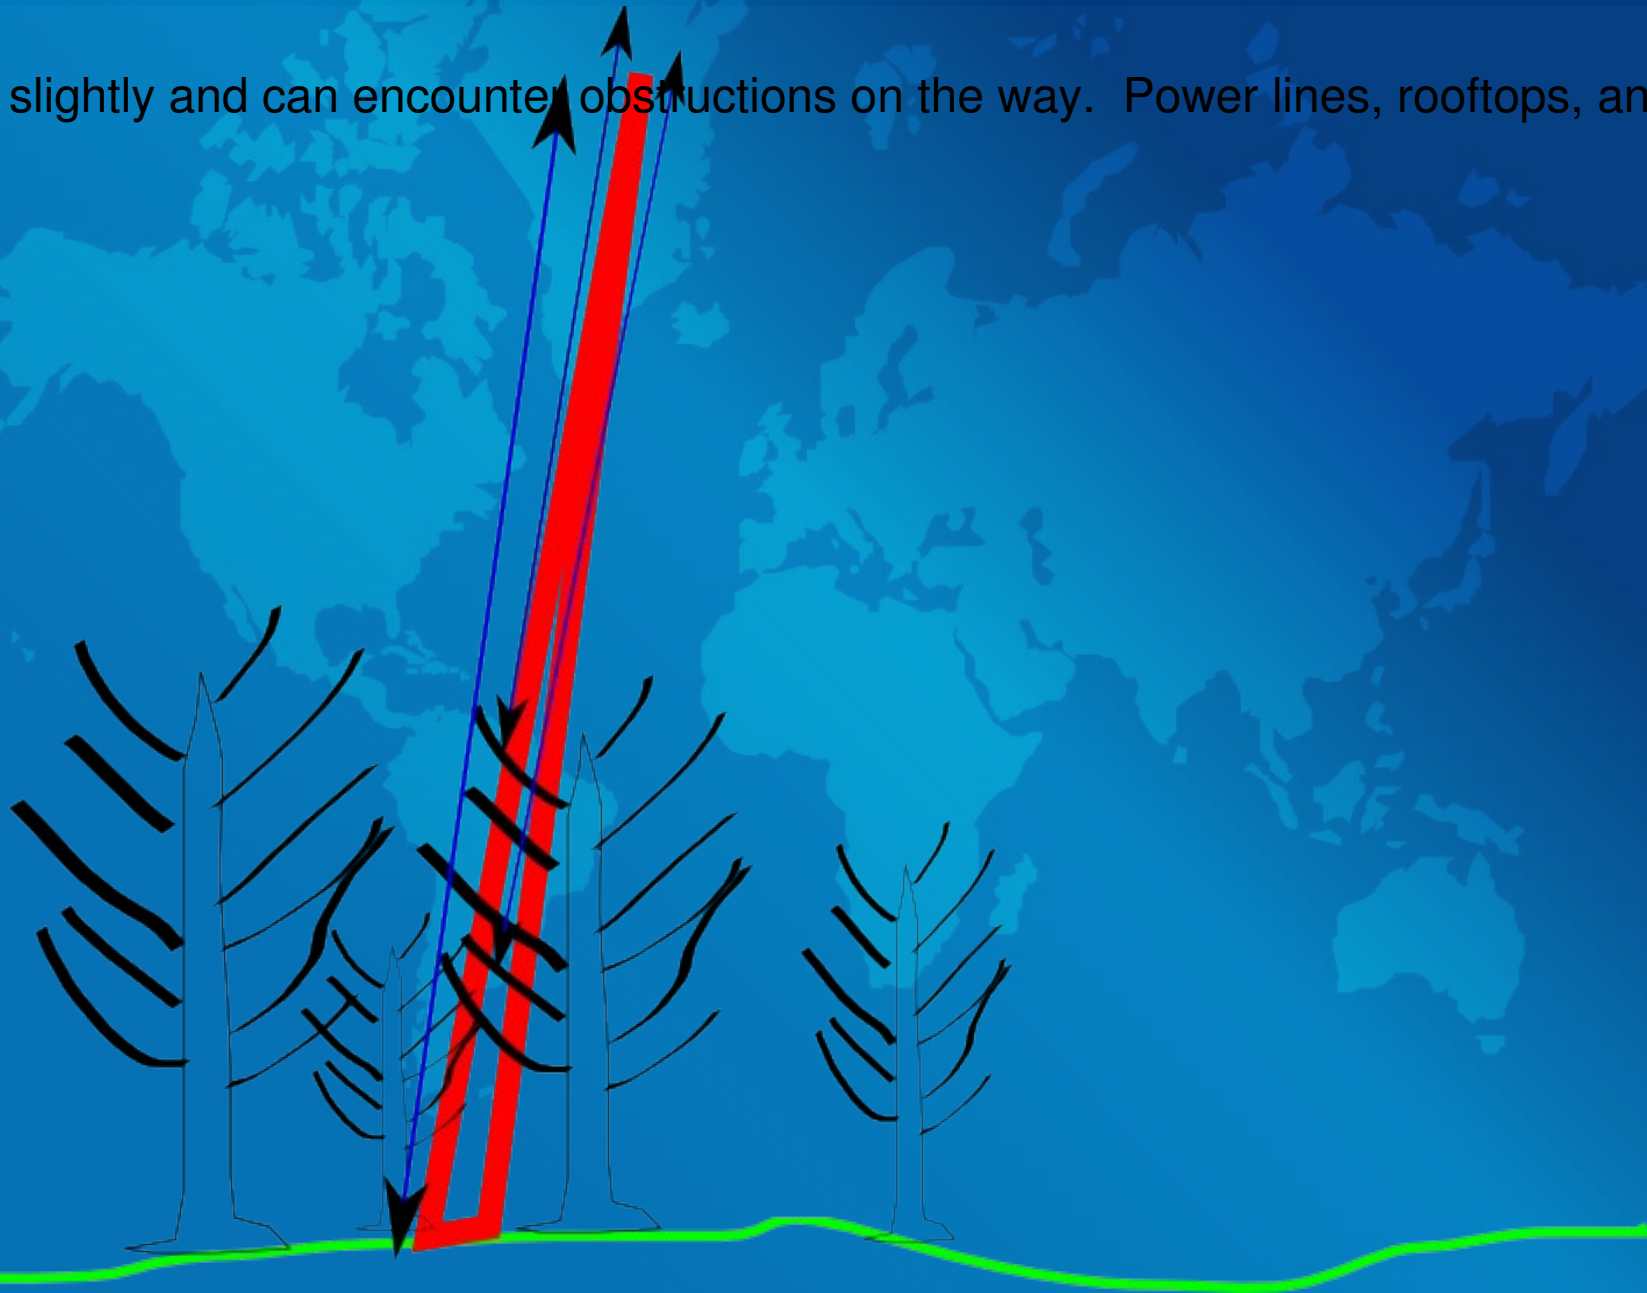 slightly and can encounter obstructions on the way.  Power lines, rooftops, an